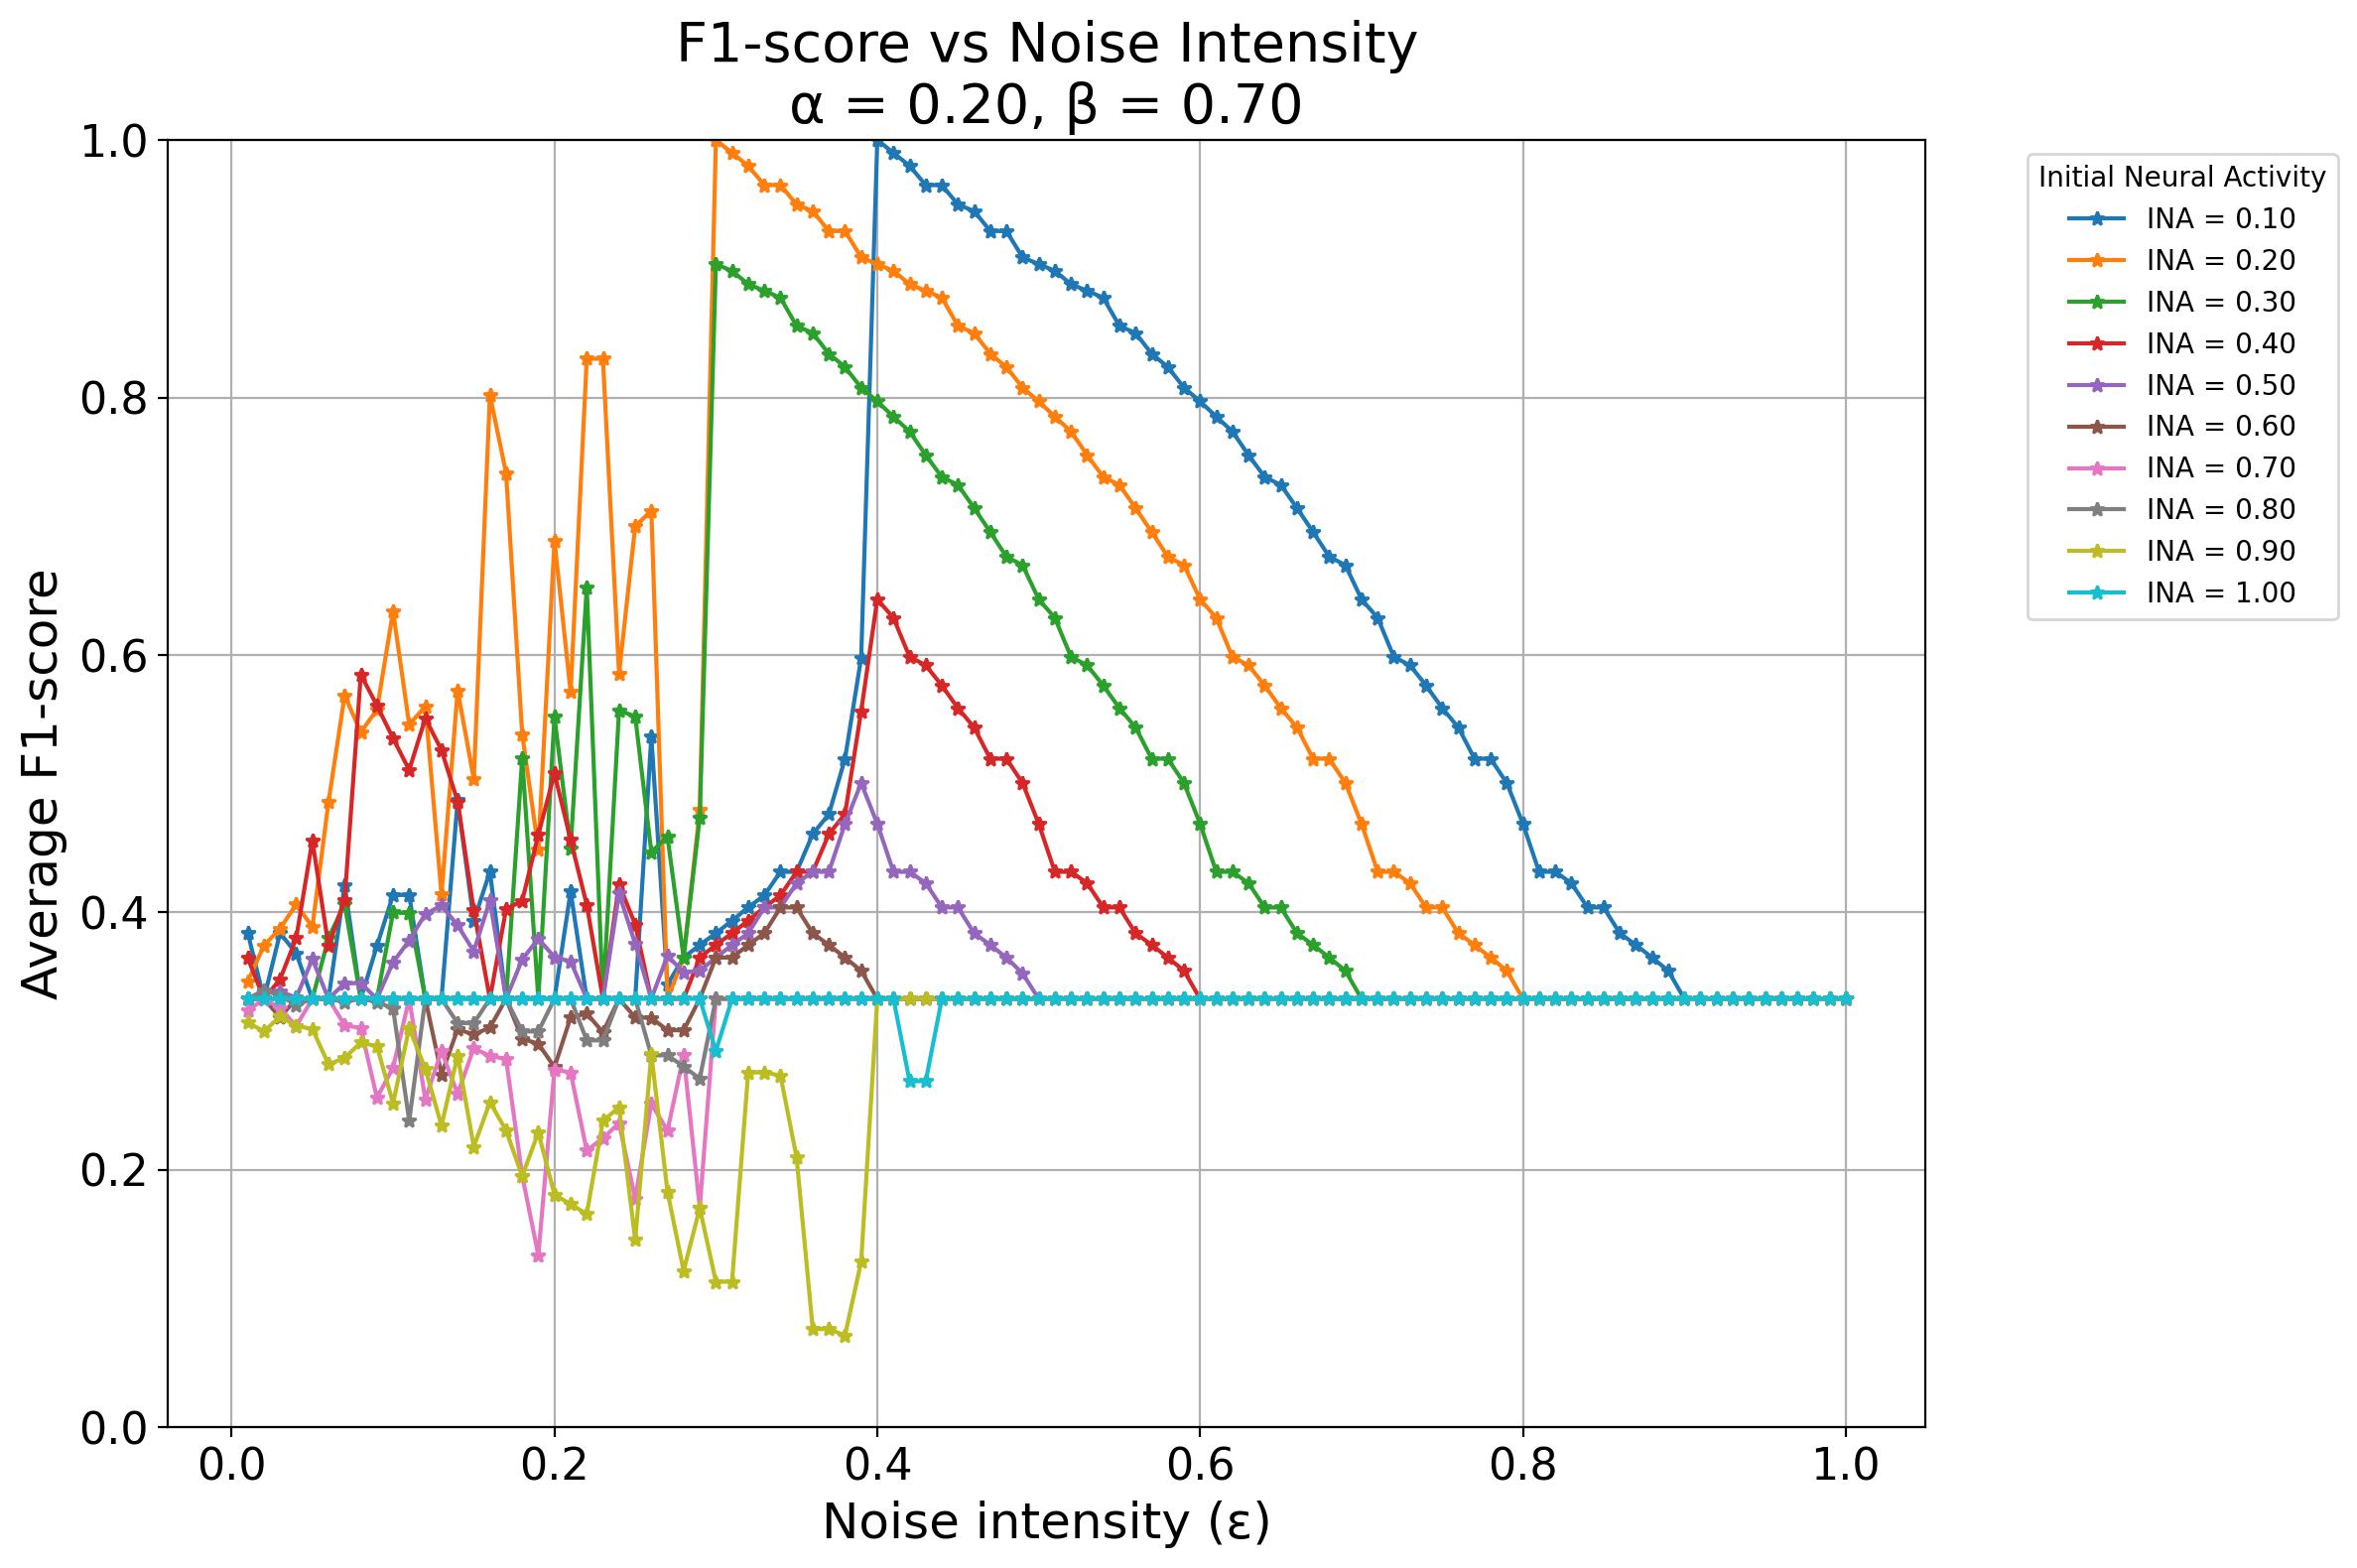 F1-score vs Noise Intensity
α = 0.20, β = 0.70
1.0
0.8
0.6
0.4
0.2
0.0
Average F1-score
0.0
0.2
0.4
0.6
0.8
1.0
Noise intensity (ε)
Initial Neural Activity
INA = 0.10
INA = 0.20
INA = 0.30
INA = 0.40
INA = 0.50
INA = 0.60
INA = 0.70
INA = 0.80
INA = 0.90
INA = 1.00